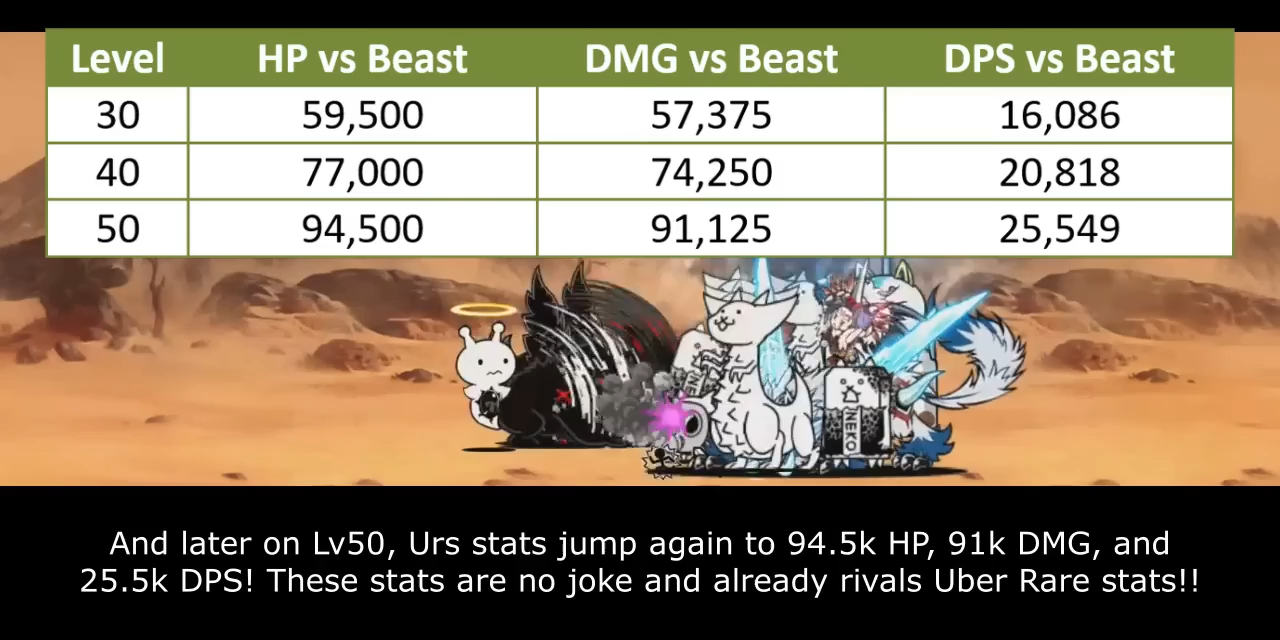 Level HP vs Beast DMG vs Beast DPS vs Beast
30 59,500 57,375 16,086
40 77,000 74,250 20,818
50 94,500 91,125 25,549
NEKO
And later on Lv50, Urs stats jump again to 94.5k HP, 91k DMG, and
25.5k DPS! These stats are no joke and already rivals Uber Rare stats!!